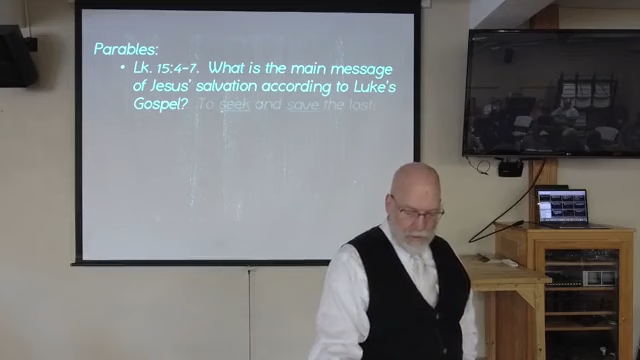 Parables:
• Lk. 15:4-7. What is the main message
of Jesus' salvation according to Luke's
Gospel? To seek and save the lost.